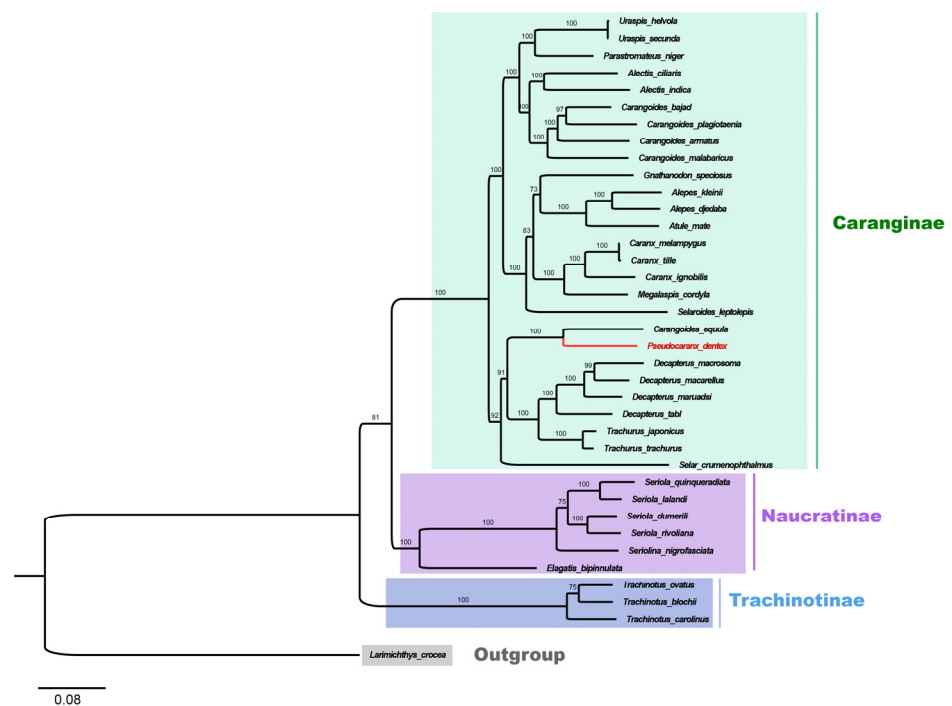 100
Uraspis_helvola
Uraspis_secunda
100
Parastromateus_niger
100
100
Alectis_ciliaris
Alectis_indica
100
97
Carangoides_bajad
100
Carangoides_plagiotaenia
100
Carangoides_armatus
Carangoides_malabaricus
100
Gnathanodon_speciosus
73
100
Alepes_kleinii
100
Alepes_djedaba
Atule_mate
83
100
Caranx_melampygus
100
Caranx_tille
100
100
Caranx_ignobilis
Megalaspis_cordyla
Selaroides_leptolepis
Caranginae
100
100
Carangoides_equula
Pseudocaranx_dentex
91
99
Decapterus_macrosoma
100
Decapterus_macarellus
100
Decapterus_maruadsi
92
100
Decapterus_tabl
100
Trachurus_japonicus
Trachurus_trachurus
Selar_crumenophthalmus
81
100
Seriola_quinqueradiata
75
Seriola_lalandi
100
100
Seriola_dumerili
Seriola_rivoliana
100
Seriolina_nigrofasciata
Elagatis_bipinnulata
Naucratinae
75
Trachinotus_ovatus
100
Trachinotus_blochii
Trachinotus_carolinus
Trachinotinae
Larimichthys_crocea
Outgroup
0.08